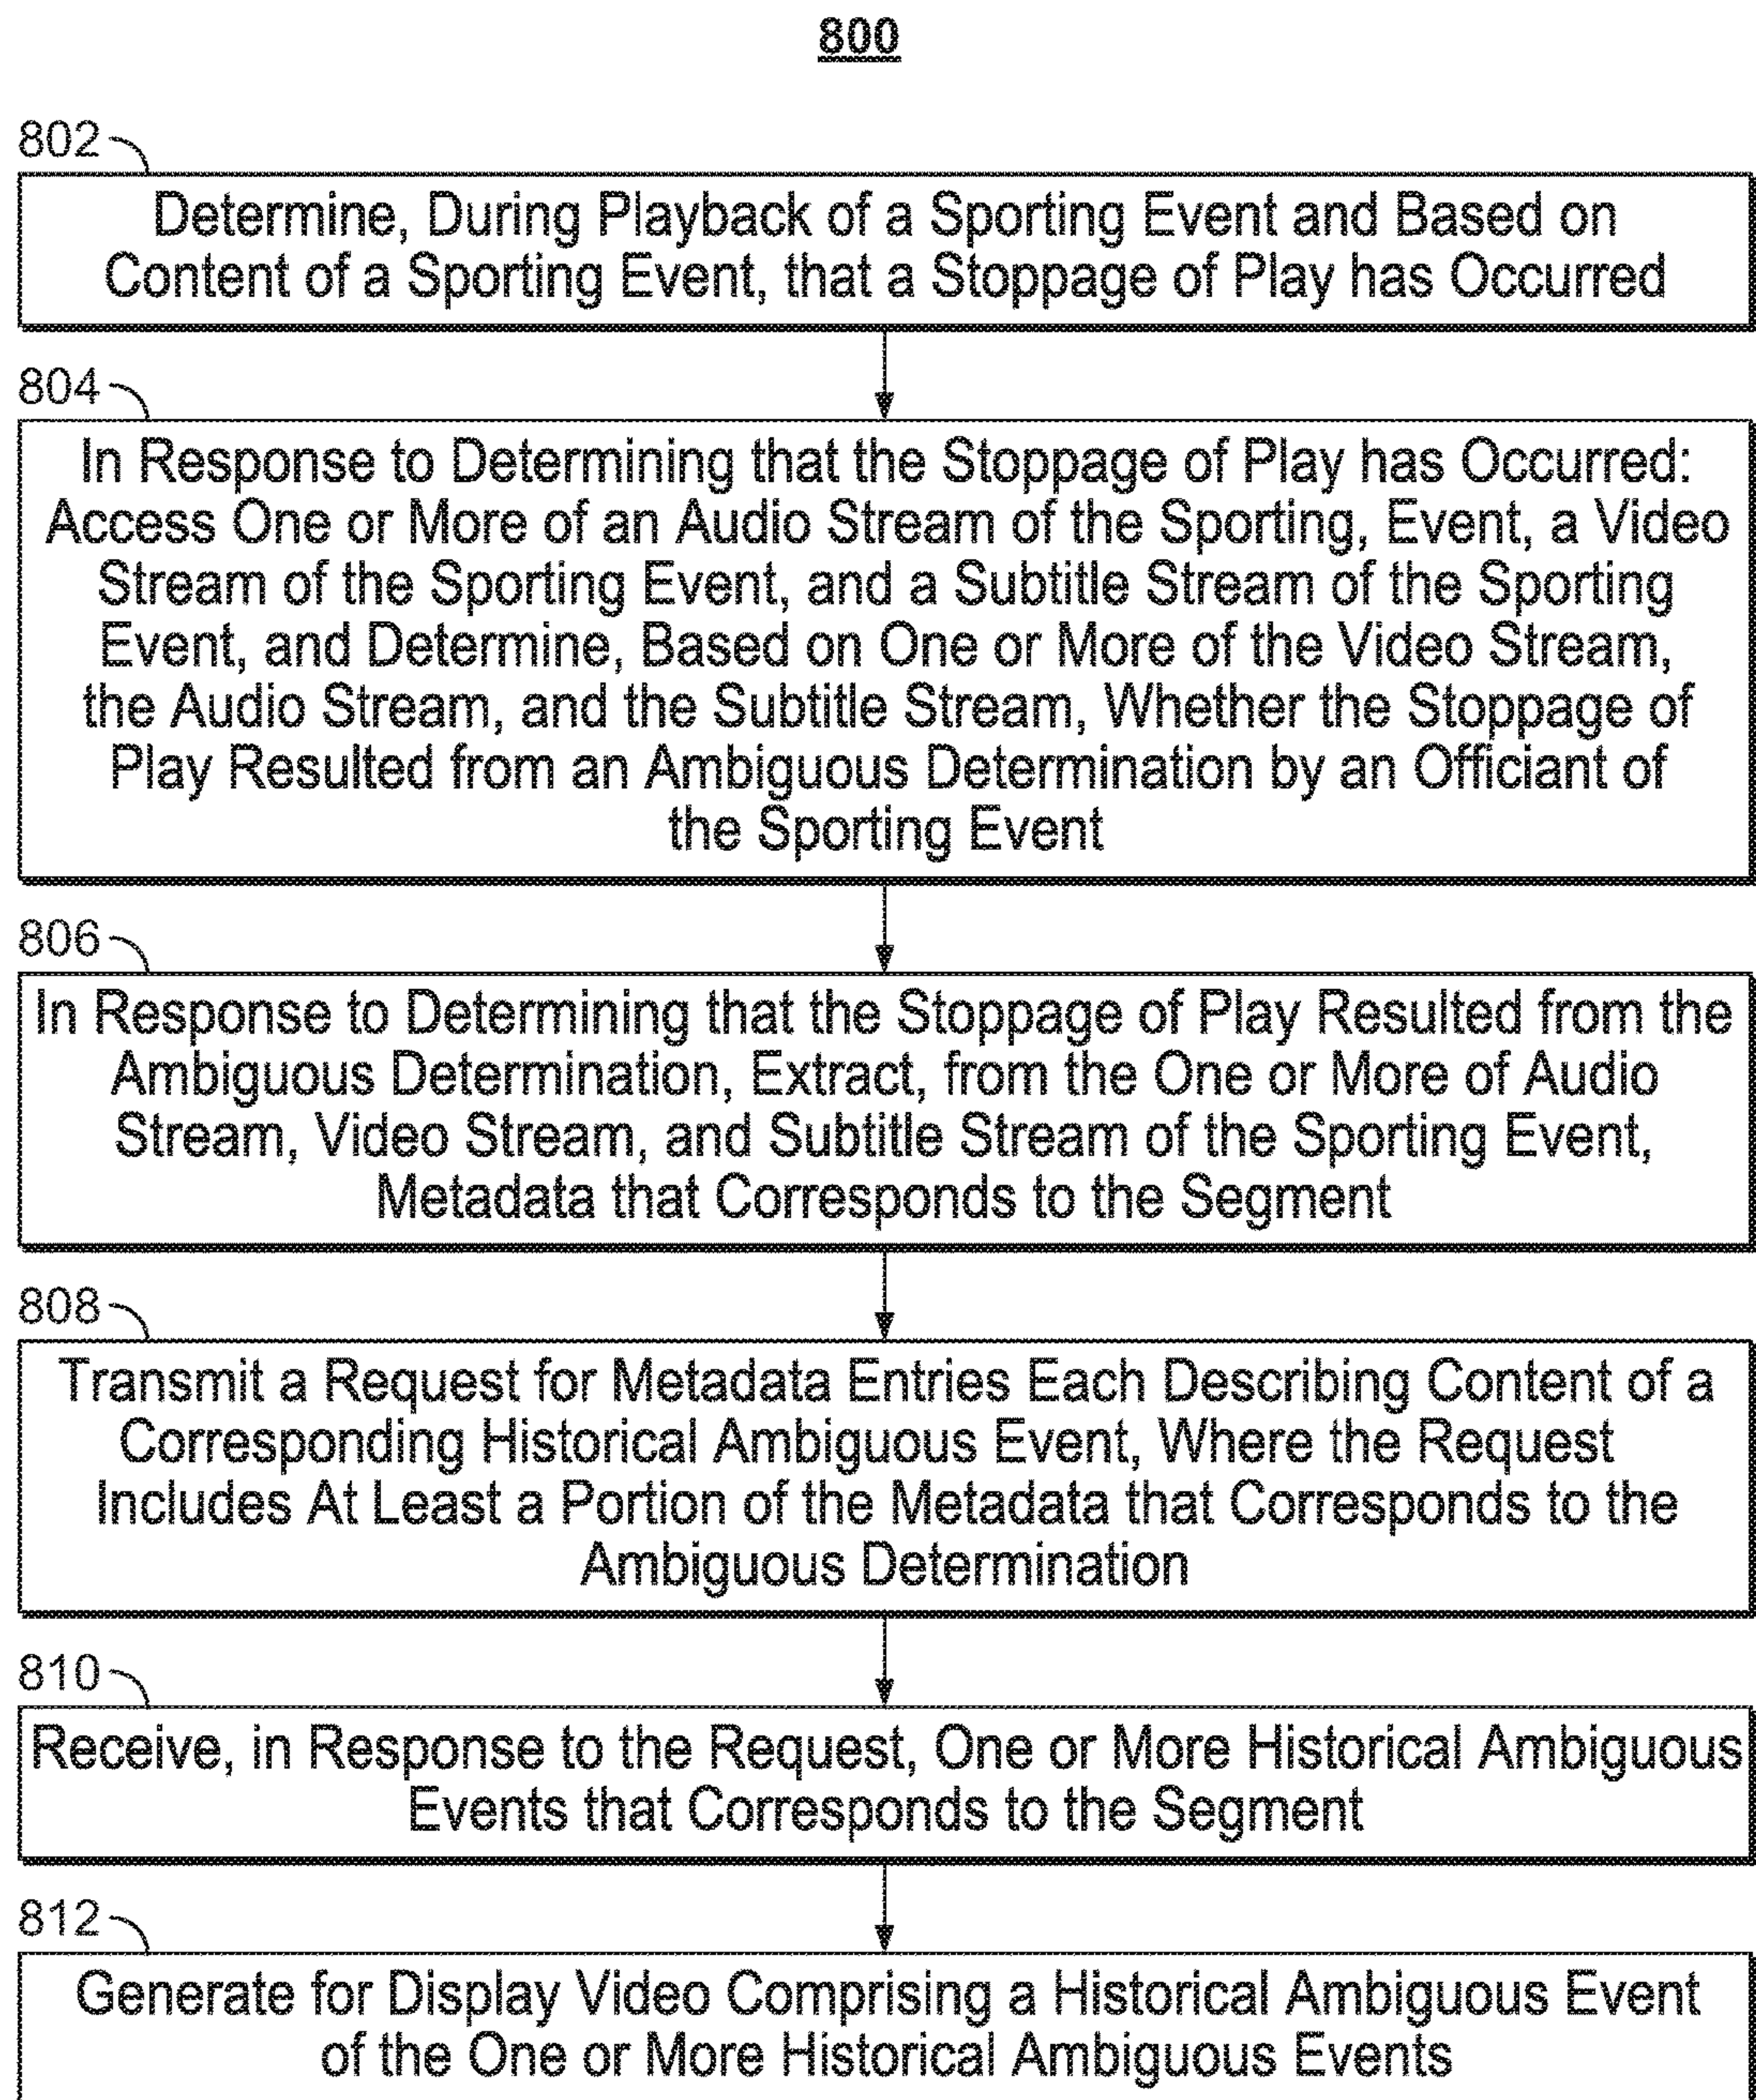 800
802
Determine, During Playback of a Sporting Event and Based on
Content of a Sporting Event, that a Stoppage of Play has Occurred
804
In Response to Determining that the Stoppage of Play has Occurred:
Access One or More of an Audio Stream of the Sporting, Event, a Video
Stream of the Sporting Event, and a Subtitle Stream of the Sporting
Event, and Determine, Based on One or More of the Video Stream,
the Audio Stream, and the Subtitle Stream, Whether the Stoppage of
Play Resulted from an Ambiguous Determination by an Officiant of
the Sporting Event
806
In Response to Determining that the Stoppage of Play Resulted from the
Ambiguous Determination, Extract, from the One or More of Audio
Stream, Video Stream, and Subtitle Stream of the Sporting Event,
Metadata that Corresponds to the Segment
808
Transmit a Request for Metadata Entries Each Describing Content of a
Corresponding Historical Ambiguous Event, Where the Request
Includes At Least a Portion of the Metadata that Corresponds to the
Ambiguous Determination
810
Receive, in Response to the Request, One or More Historical Ambiguous
Events that Corresponds to the Segment
812
Generate for Display Video Comprising a Historical Ambiguous Event
of the One or More Historical Ambiguous Events